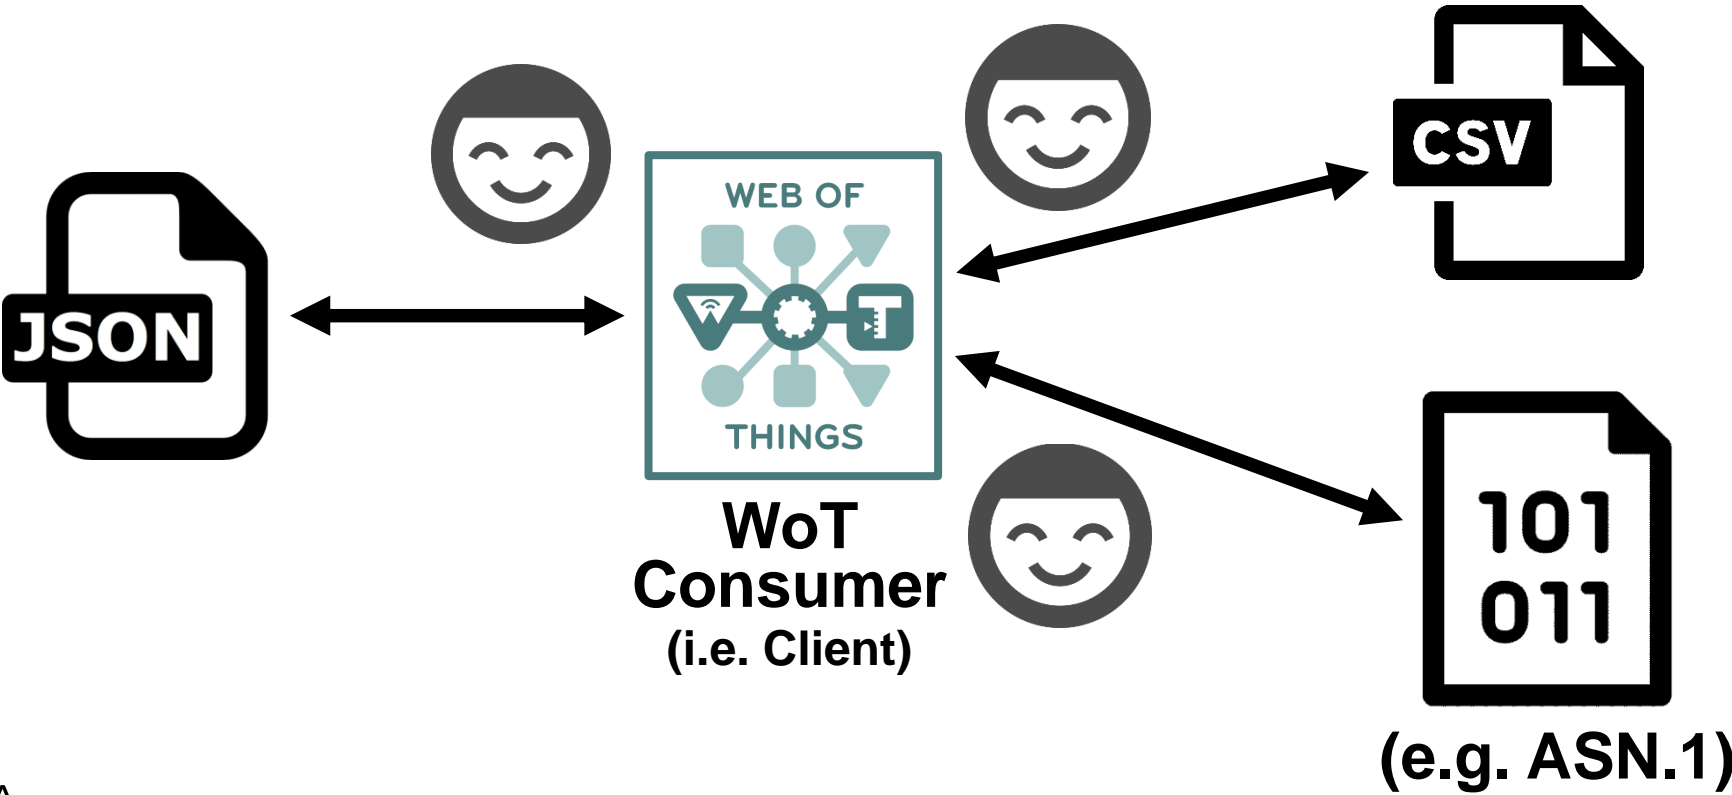 JSON
WEB OF
W T
THINGS
WoT
Consumer
(i.e. Client)
CSV
101
011
(e.g. ASN.1)